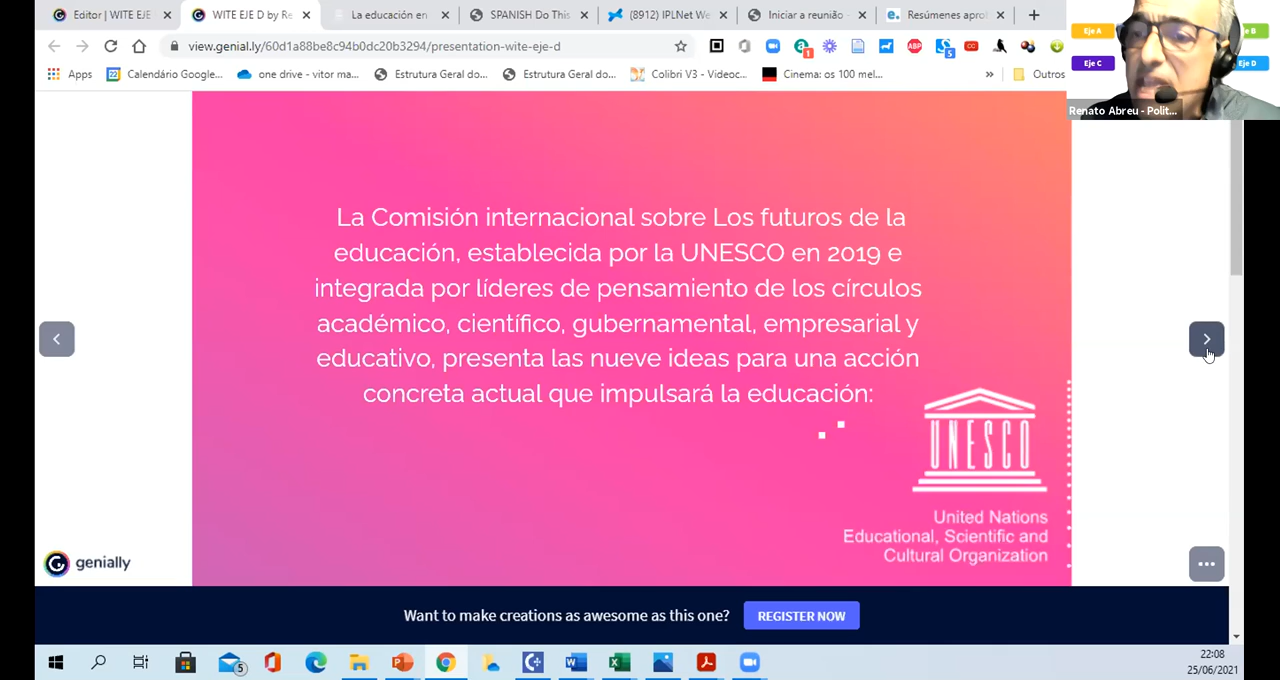 Editor | WITE EJE
WITE EJE D by Re
La educación en
SPANISH Do This
(8912) IPLNet We
Iniciar a reunião -
Resúmenes apro
view.genial.ly/60d1a88be8c94b0dc20b3294/presentation-wite-eje-d
Apps
Calendário Google...
one drive - vitor ma...
Estrutura Geral do...
Estrutura Geral do...
Colibri V3 - Videoc...
Cinema: os 100 mel...
»
Outros
Eje A
Eje C
Eje D
Renato Abreu - Polit...
La Comisión internacional sobre Los futuros de la
educación, establecida por la UNESCO en 2019 e
integrada por líderes de pensamiento de los círculos
académico, científico, gubernamental, empresarial y
educativo, presenta las nueve ideas para una acción
concreta actual que impulsará la educación:
UNESCO
United Nations
Educational, Scientific and
Cultural Organization
genially
Want to make creations as awesome as this one?
REGISTER NOW
22:08
25/06/2021